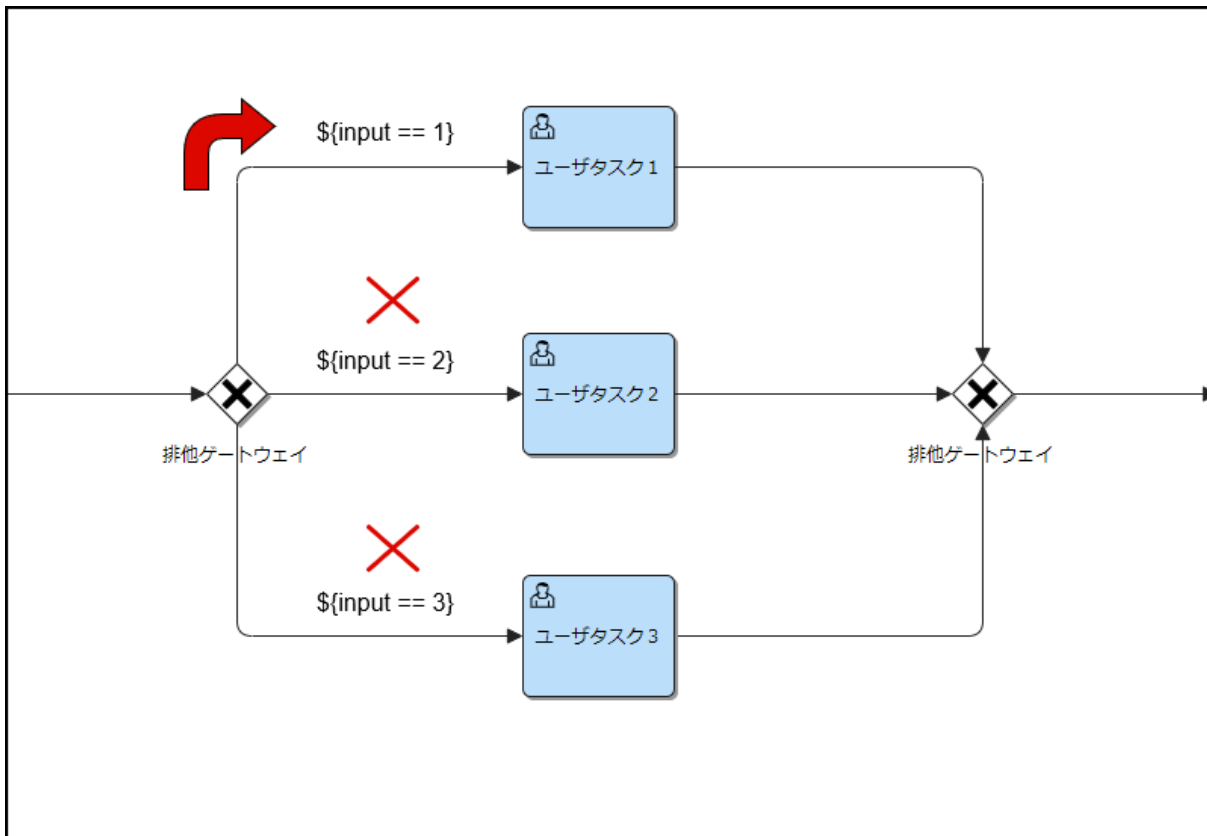 ${input == 1}
ユーザタスク1
${input == 2}
ユーザタスク2
排他ゲートウェイ
排他ゲートウェイ
${input == 3}
ユーザタスク3